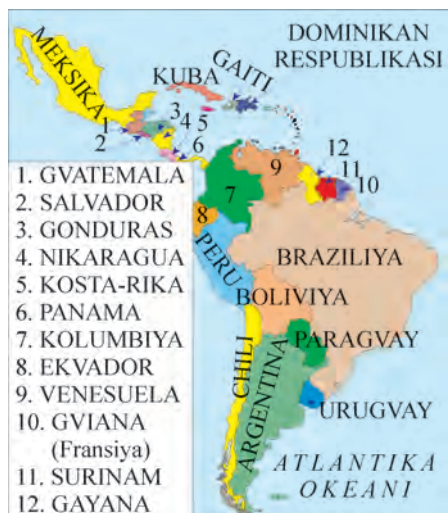 DOMINIKAN
RESPUBLIKASI
MEKSIKA
KUBA
GAITI
1
2
3
4
5
6
7
8
9
10
11
12
PERU
BRAZILIYA
BOLIVIYA
PARAGVAY
CHILI
ARGENTINA
URUGVAY
ATLANTIKA
OKEANI
1. GVATEMALA
2. SALVADOR
3. GONDURAS
4. NIKARAGUA
5. KOSTA-RIKA
6. PANAMA
7. KOLUMBIYA
8. EKVADOR
9. VENESUELA
10. GVIANA
(Fransiya)
11. SURINAM
12. GAYANA